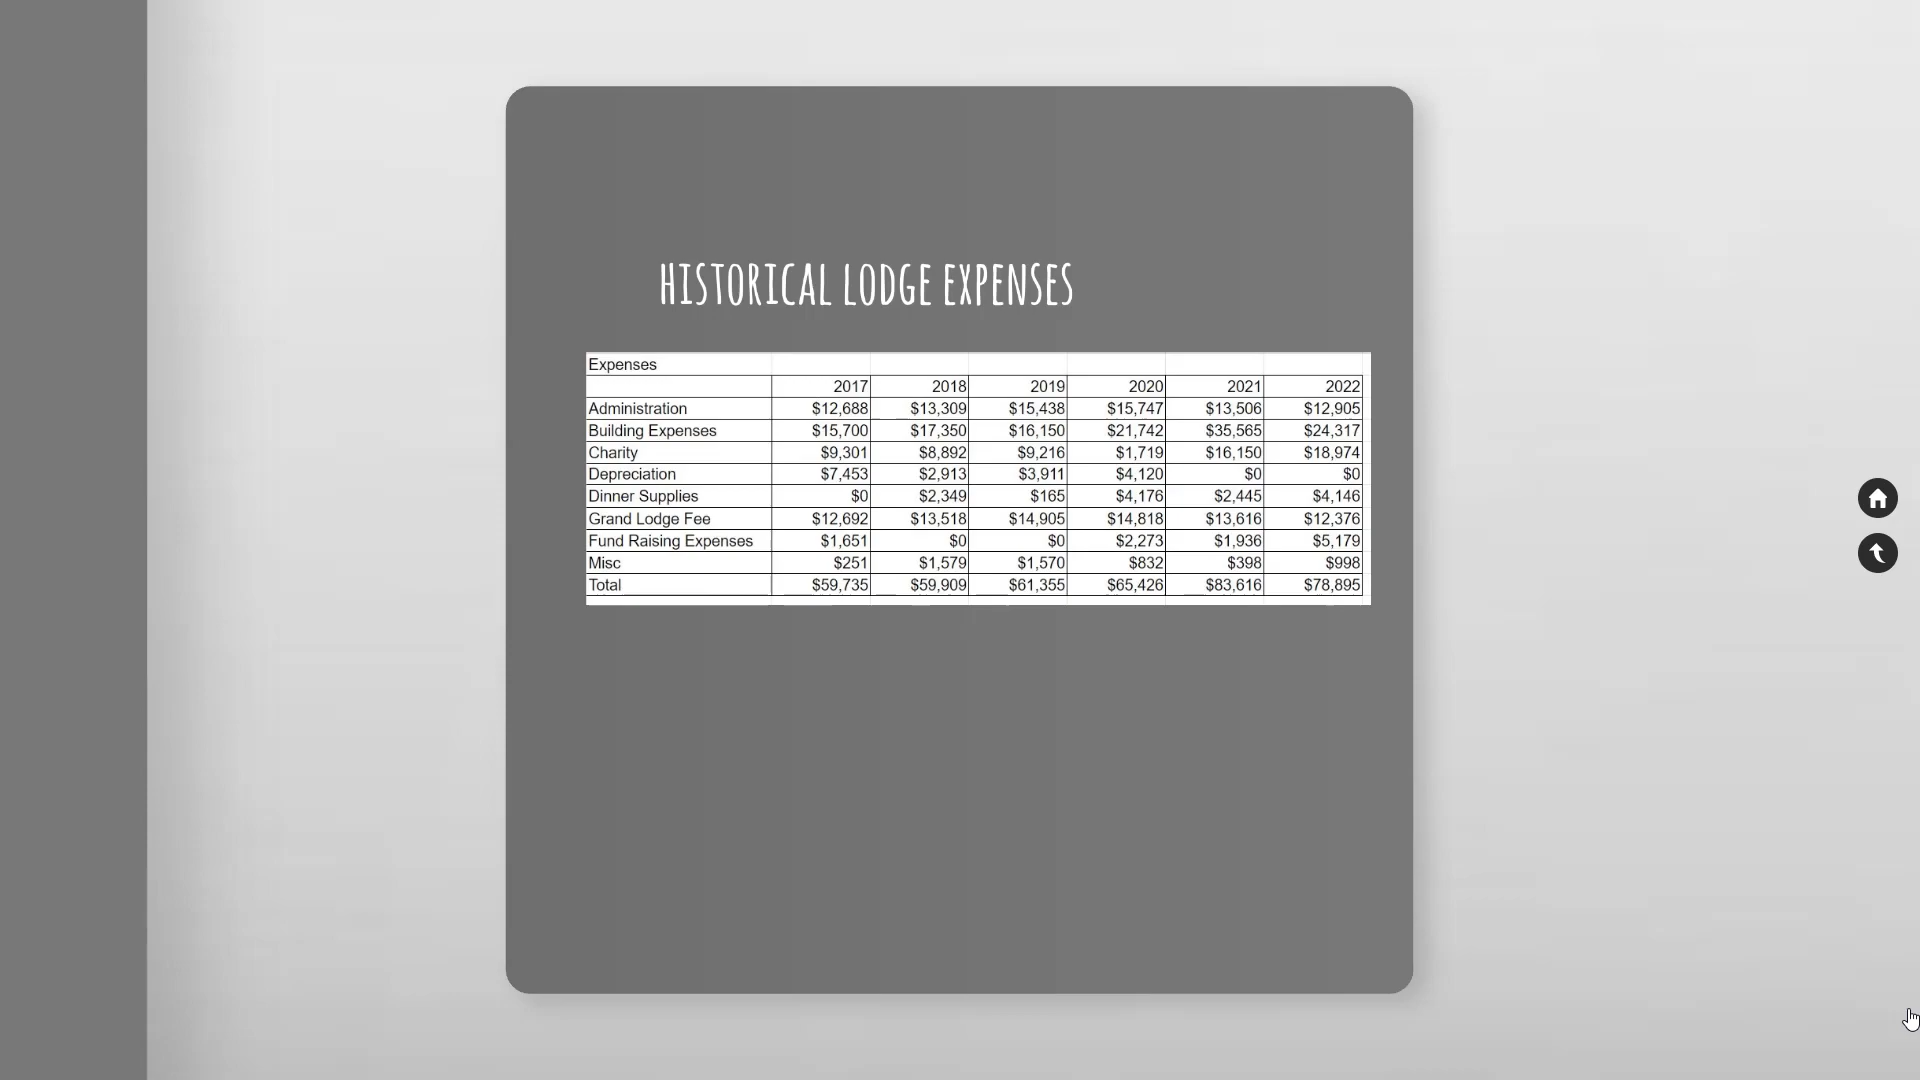 HISTORICAL LODGE EXPENSES
Expenses
2017 2018 2019 2020 2021 2022
Administration $12,688 $13,309 $15,438 $15,747 $13,506 $12,905
Building Expenses $15,700 $17,350 $16,150 $21,742 $35,565 $24,317
Charity $9,301 $8,892 $9,216 $1,719 $16,150 $18,974
Depreciation $7,453 $2,913 $3,911 $4,120 $0 $0
Dinner Supplies $0 $2,349 $165 $4,176 $2,445 $4,146
Grand Lodge Fee $12,692 $13,518 $14,905 $14,818 $13,616 $12,376
Fund Raising Expenses $1,651 $0 $0 $2,273 $1,936 $5,179
Misc $251 $1,579 $1,570 $832 $398 $998
Total $59,735 $59,909 $61,355 $65,426 $83,616 $78,895